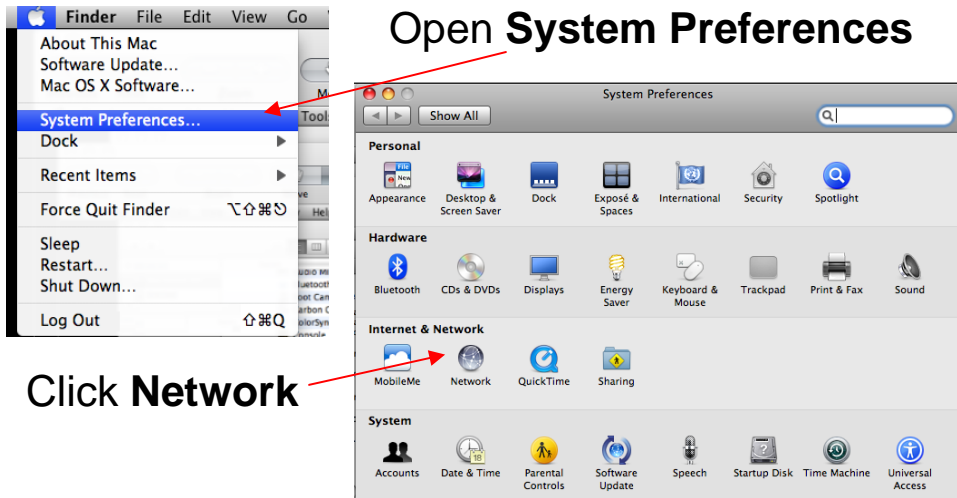 Finder File Edit View Go
About This Mac
Software Update...
Mac OS X Software...
System Preferences...
Dock
Recent Items
Force Quit Finder ⌥⇧⌘⎋
Sleep
Restart...
Shut Down...
Log Out ⇧⌘Q
Open System Preferences
System Preferences
Show All
Personal
Appearance
Desktop & Screen Saver
Dock
Exposé & Spaces
International
Security
Spotlight
Hardware
Bluetooth
CDs & DVDs
Displays
Energy Saver
Keyboard & Mouse
Trackpad
Print & Fax
Sound
Internet & Network
MobileMe
Network
QuickTime
Sharing
System
Accounts
Date & Time
Parental Controls
Software Update
Speech
Startup Disk
Time Machine
Universal Access
Click Network